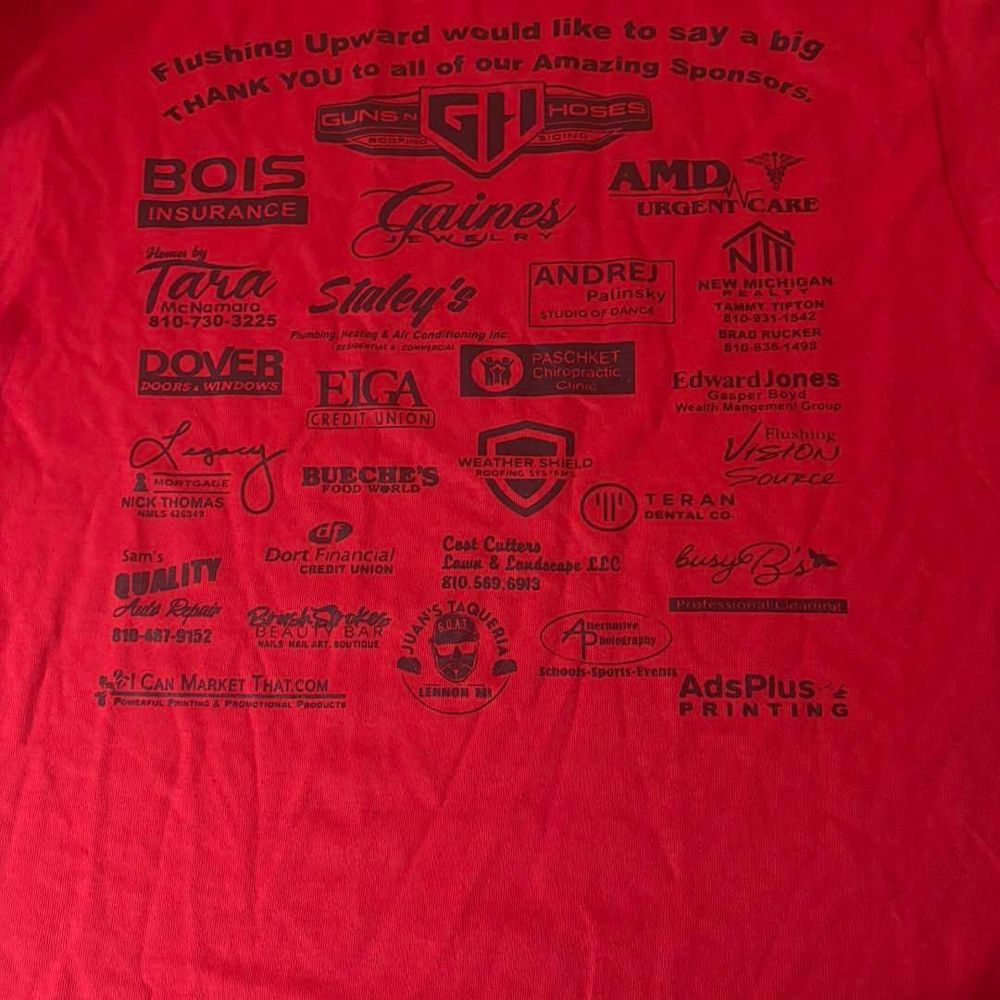 Flushing Upward would like to say a big
THANK YOU to all of our Amazing Sponsors.
GUNS N GH HOSES
ROOFING SIDING
BOIS
INSURANCE
Gaines
JEWELRY
AMD
URGENT CARE
Homes by
Tara
McNamara
810-730-3225
Staley's
Plumbing, Heating & Air Conditioning Inc.
RESIDENTIAL & COMMERCIAL
ANDREJ
Palinsky
STUDIO OF DANCE
NM
NEW MICHIGAN
REALTY
TAMMY TIPTON
810-931-1542
BRAD RUCKER
810-836-1498
DOVER
DOORS & WINDOWS
ELGA
CREDIT UNION
PASCHKET
Chiropractic
Clinic
Edward Jones
Gasper Boyd
Wealth Mangement Group
Legacy
MORTGAGE
NICK THOMAS
NMLS
BUECHE'S
FOOD WORLD
WEATHER SHIELD
ROOFING SYSTEMS
Flushing
VISION
SOURCE
TERAN
DENTAL CO.
Sam's
QUALITY
Auto Repair
810-487-9152
df
Dort Financial
CREDIT UNION
Cost Cutters
Lawn & Landscape LLC
810.569.6913
busy B's
Professional Cleaning
Brush Strokes
BEAUTY BAR
NAILS NAIL ART, BOUTIQUE
JUAN'S TAQUERIA
G.O.A.T.
LENNON MI
Alternative
Photography
Schools-Sports-Events
I CAN MARKET THAT.COM
POWERFUL PRINTING & PROMOTIONAL PRODUCTS
AdsPlus
PRINTING